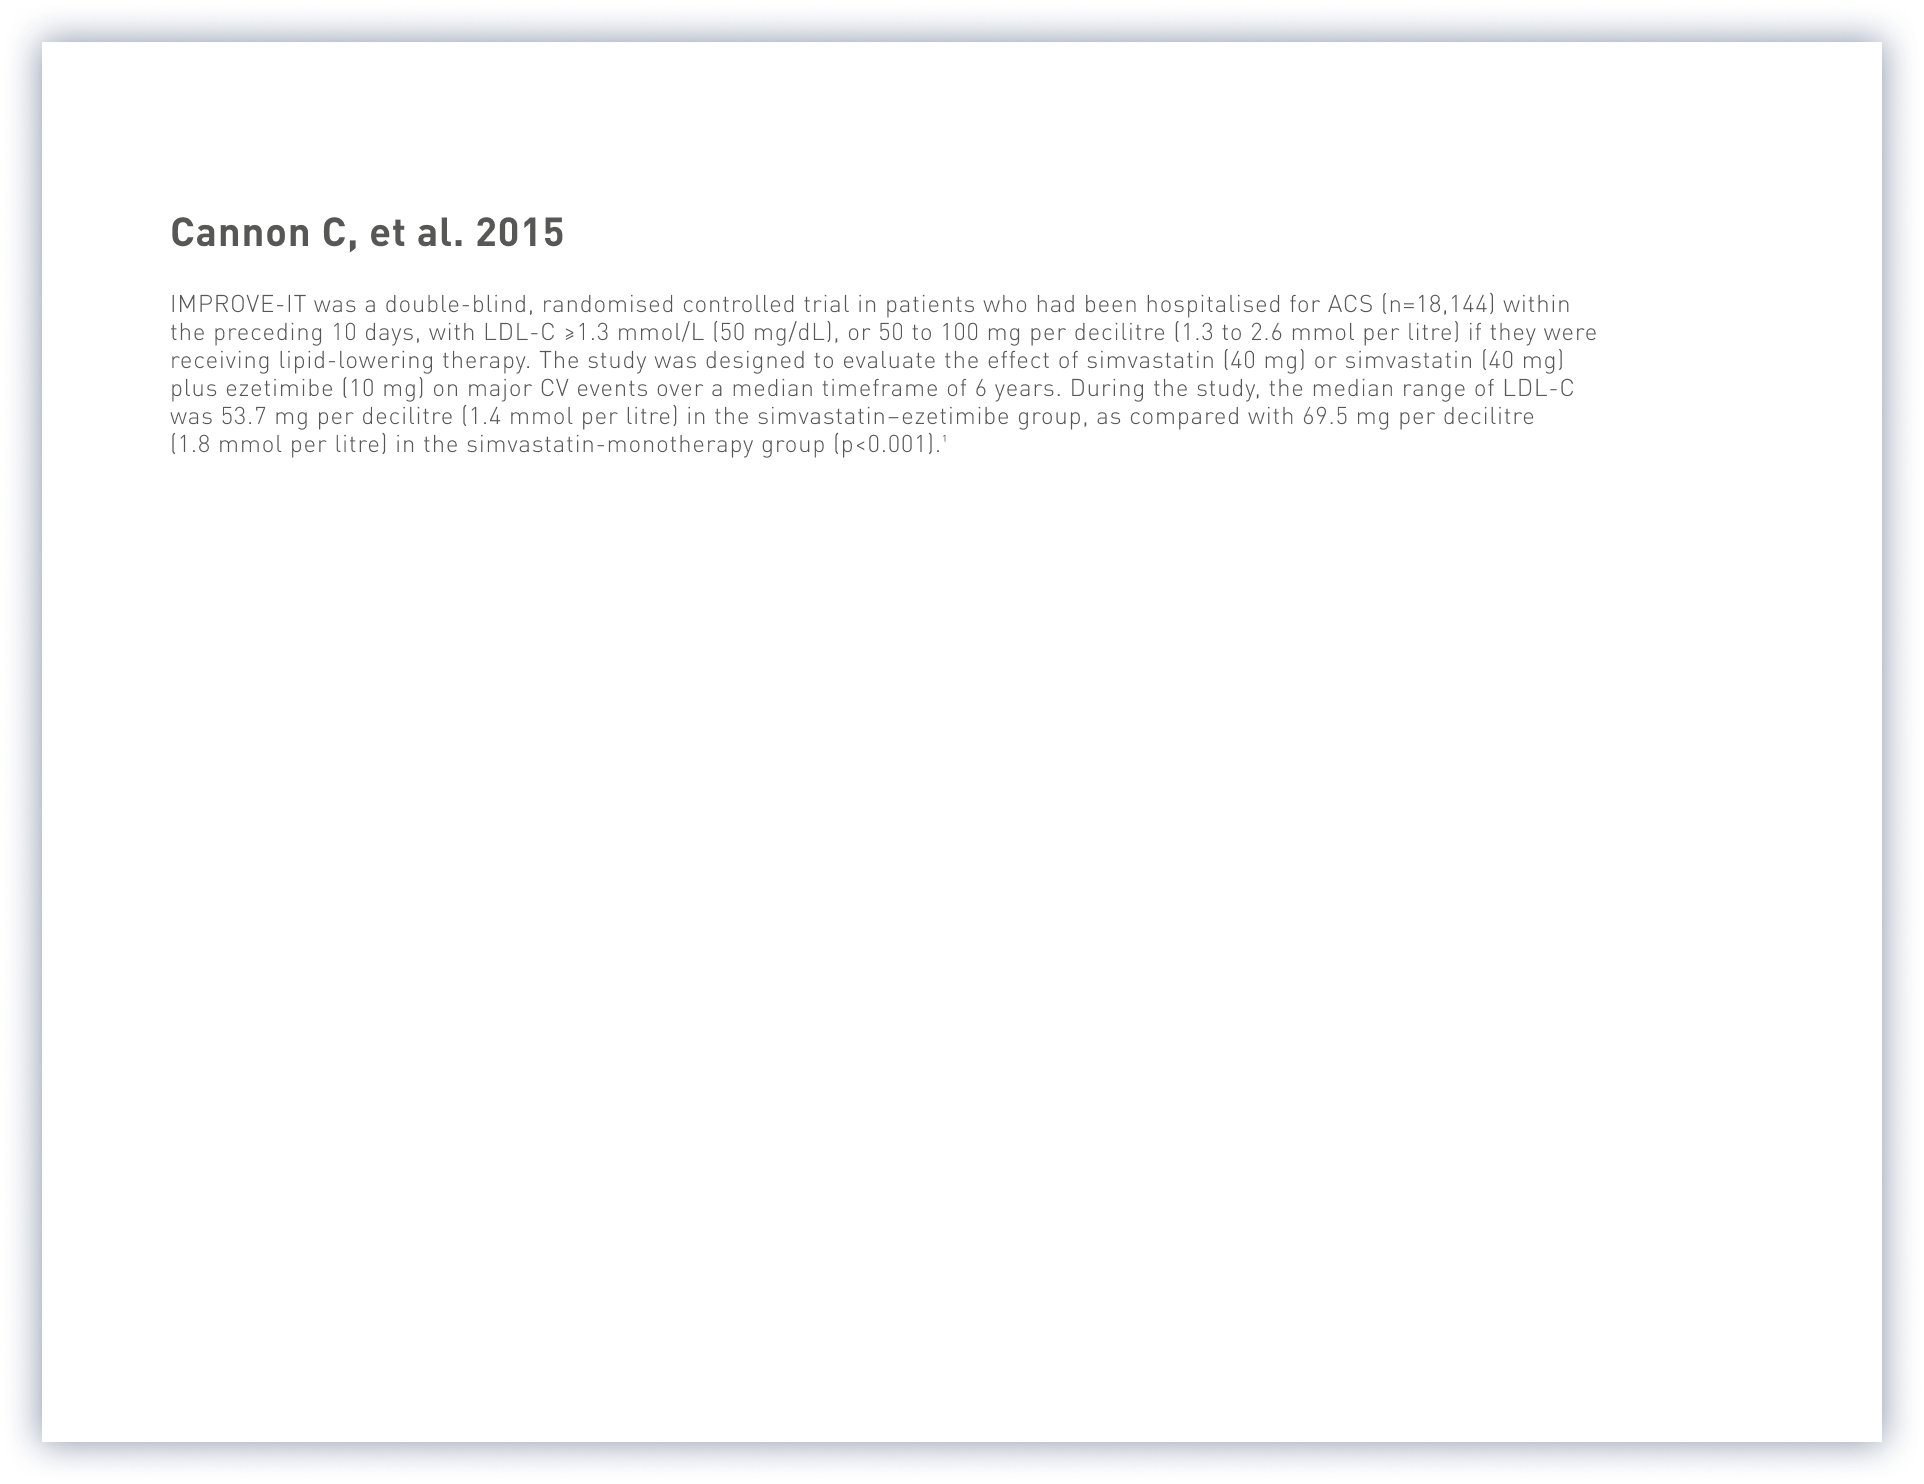 Cannon C, et al. 2015
IMPROVE-IT was a double-blind, randomised controlled trial in patients who had been hospitalised for ACS (n=18,144) within
the preceding 10 days, with LDL-C ⩾1.3 mmol/L (50 mg/dL), or 50 to 100 mg per decilitre (1.3 to 2.6 mmol per litre) if they were
receiving lipid-lowering therapy. The study was designed to evaluate the effect of simvastatin (40 mg) or simvastatin (40 mg)
plus ezetimibe (10 mg) on major CV events over a median timeframe of 6 years. During the study, the median range of LDL-C
was 53.7 mg per decilitre (1.4 mmol per litre) in the simvastatin–ezetimibe group, as compared with 69.5 mg per decilitre
(1.8 mmol per litre) in the simvastatin-monotherapy group (p<0.001).¹